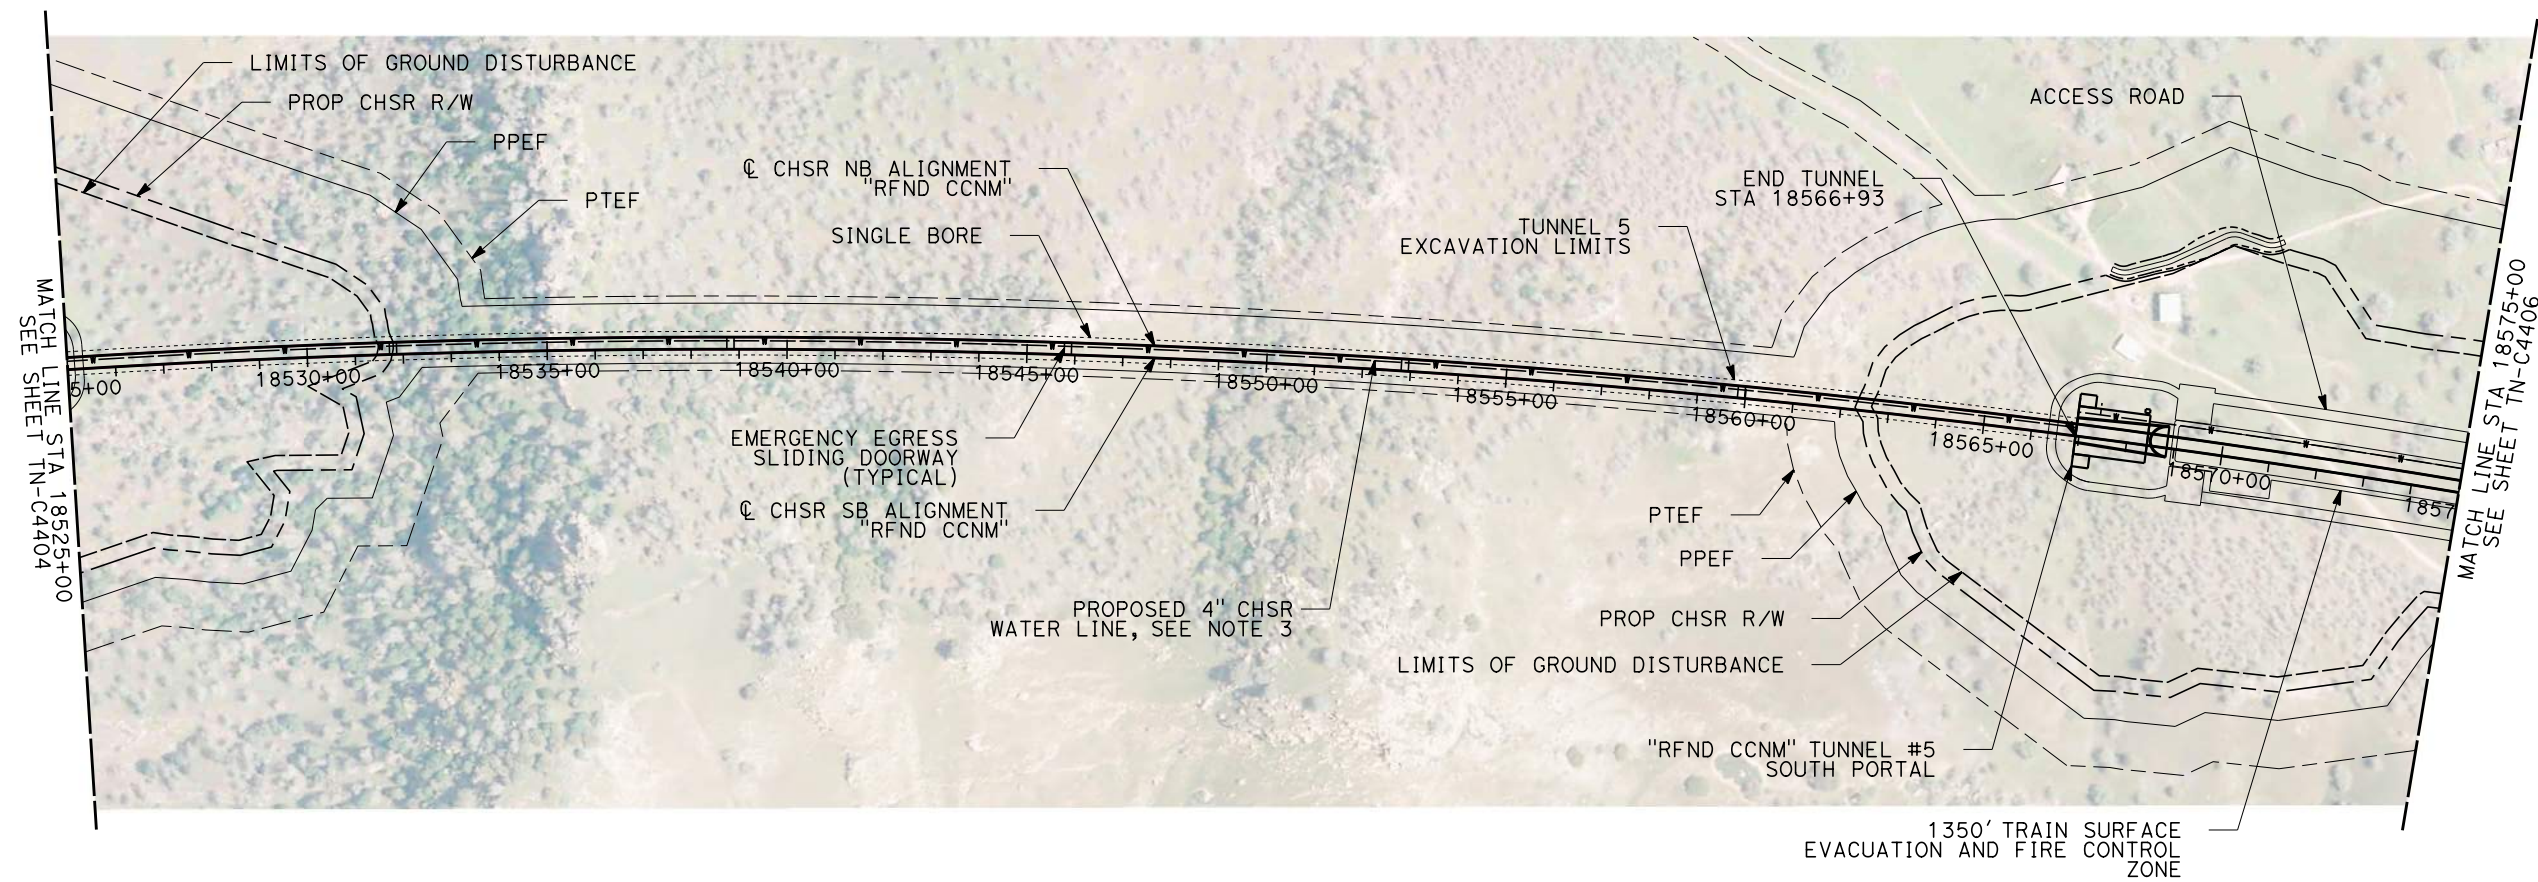 LIMITS OF GROUND DISTURBANCE
PROP CHSR R/W
PPEF
PTEF
℄ CHSR NB ALIGNMENT
"RFND CCNM"
SINGLE BORE
TUNNEL 5
EXCAVATION LIMITS
END TUNNEL
STA 18566+93
ACCESS ROAD
MATCH LINE STA 18525+00
SEE SHEET TN-C4404
5+00
18530+00
18535+00
18540+00
18545+00
18550+00
18555+00
18560+00
18565+00
18570+00
1857
MATCH LINE STA 18575+00
SEE SHEET TN-C4406
W W W W W W W W W W W W W W W W W W W W W W W W W
EMERGENCY EGRESS
SLIDING DOORWAY
(TYPICAL)
℄ CHSR SB ALIGNMENT
"RFND CCNM"
PROPOSED 4" CHSR
WATER LINE, SEE NOTE 3
PTEF
PPEF
PROP CHSR R/W
LIMITS OF GROUND DISTURBANCE
"RFND CCNM" TUNNEL #5
SOUTH PORTAL
1350' TRAIN SURFACE
EVACUATION AND FIRE CONTROL
ZONE